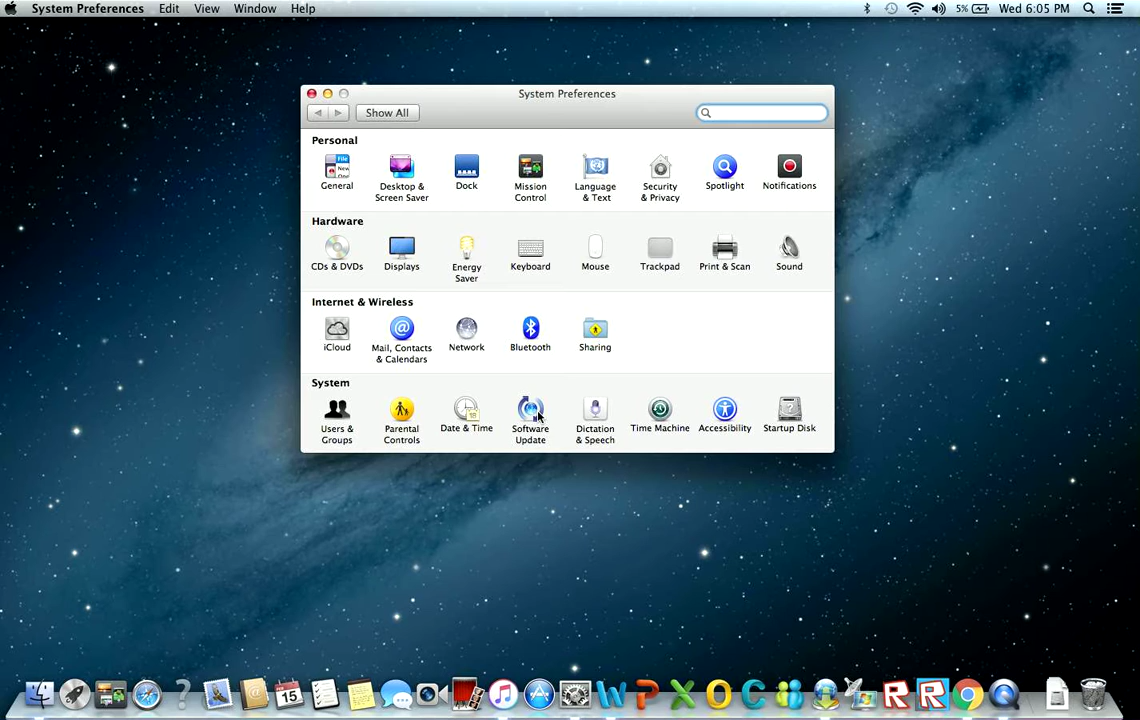 System Preferences Edit View Window Help 5% Wed 6:05 PM
System Preferences
Show All
Personal
General Desktop & Screen Saver Dock Mission Control Language & Text Security & Privacy Spotlight Notifications
Hardware
CDs & DVDs Displays Energy Saver Keyboard Mouse Trackpad Print & Scan Sound
Internet & Wireless
iCloud Mail, Contacts & Calendars Network Bluetooth Sharing
System
Users & Groups Parental Controls Date & Time Software Update Dictation & Speech Time Machine Accessibility Startup Disk
15